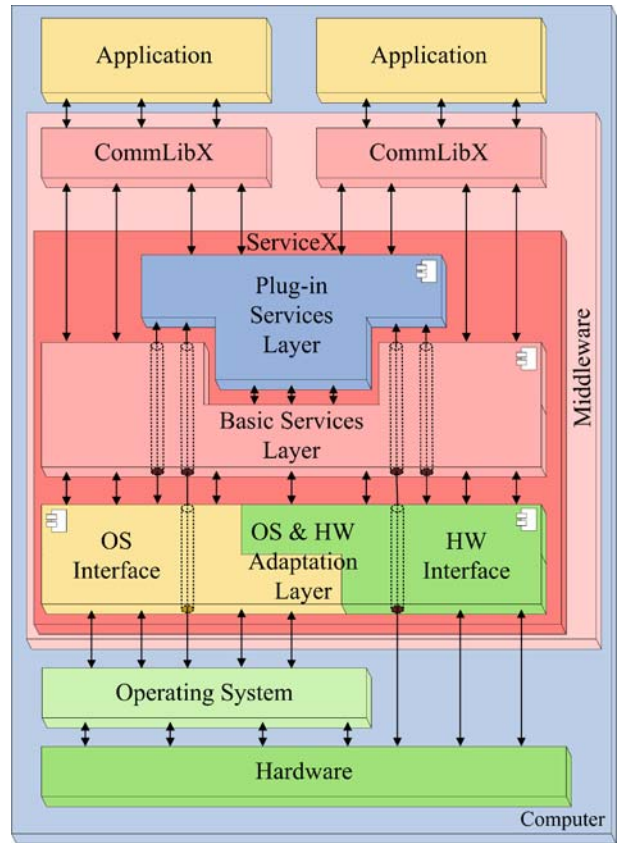 Application
Application
CommLibX
CommLibX
ServiceX
Plug-in
Services
Layer
Middleware
Basic Services
Layer
OS
Interface
OS & HW
Adaptation
Layer
HW
Interface
Operating System
Hardware
Computer